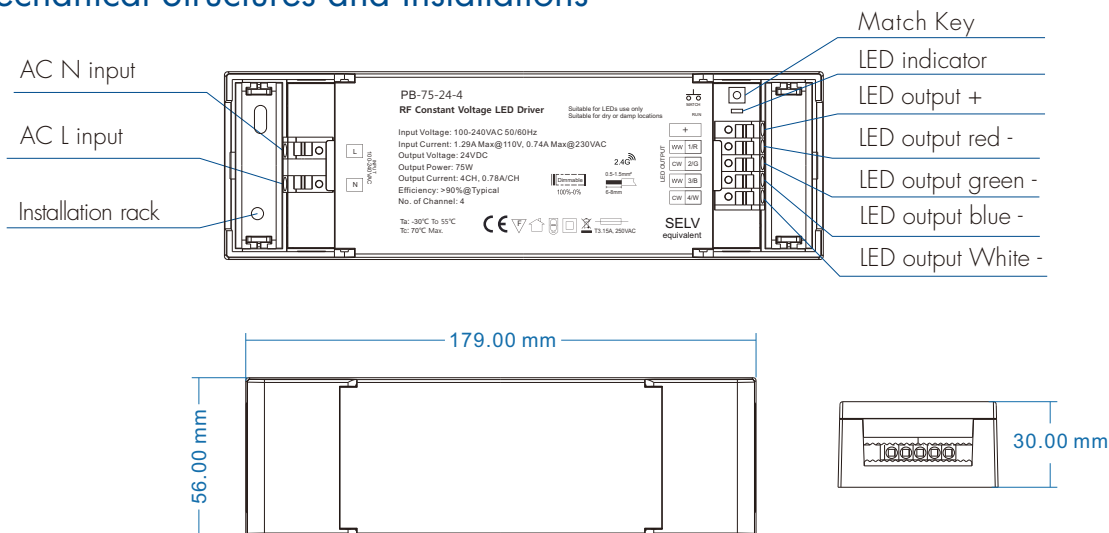 Mechanical Structures and Installations
AC N input
AC L input
Installation rack
Match Key
LED indicator
LED output +
LED output red -
LED output green -
LED output blue -
LED output White -
PB-75-24-4
RF Constant Voltage LED Driver
Suitable for LEDs use only
Suitable for dry or damp locations
Input Voltage: 100-240VAC 50/60Hz
Input Current: 1.29A Max@110V, 0.74A Max@230VAC
Output Voltage: 24VDC
Output Power: 75W
Output Current: 4CH, 0.78A/CH
Efficiency: >90%@Typical
No. of Channel: 4
Ta: -30℃ To 55℃
Tc: 70℃ Max.
L
N
INPUT
100-240VAC
Dimmable
100%-0%
2.4G
0.5-1.5mm²
6-8mm
CE
F
T3.15A, 250VAC
SELV
equivalent
MATCH
RUN
LED OUTPUT
+
WW 1/R
CW 2/G
WW 3/B
CW 4/W
179.00 mm
56.00 mm
30.00 mm